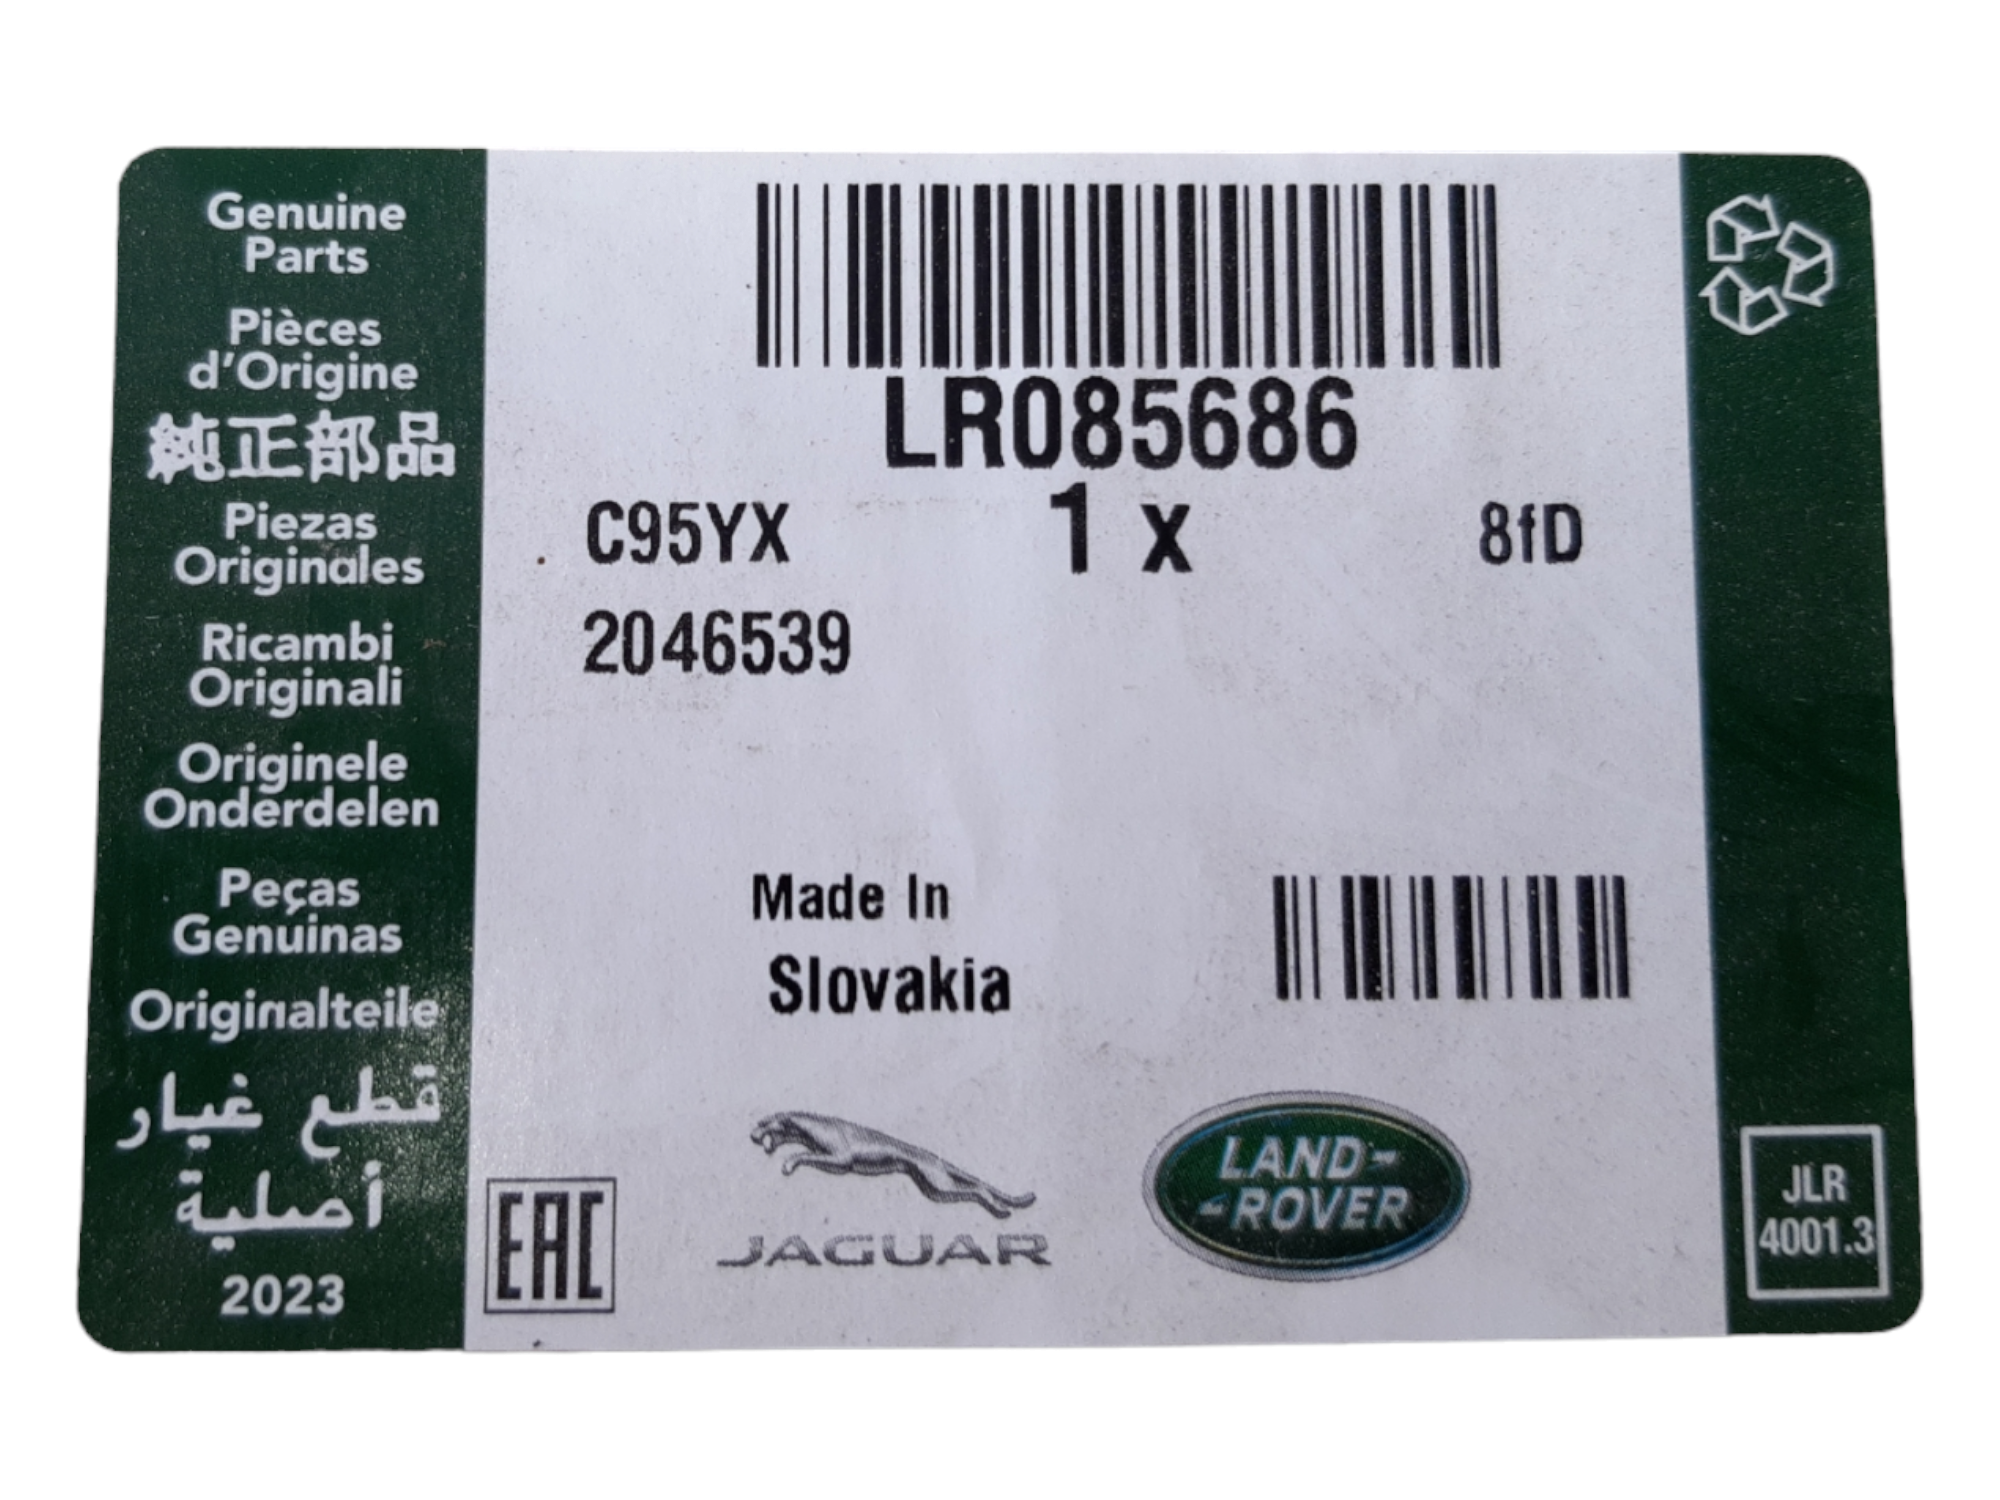 Genuine
Parts
Pièces
d'Origine
純正部品
Piezas
Originales
Ricambi
Originali
Originele
Onderdelen
Peças
Genuinas
Originalteile
قطع غيار
أصلية
2023
LR085686
C95YX 1 x 8fD
2046539
Made In
Slovakia
EAC
JAGUAR
LAND-
-ROVER
JLR
4001.3